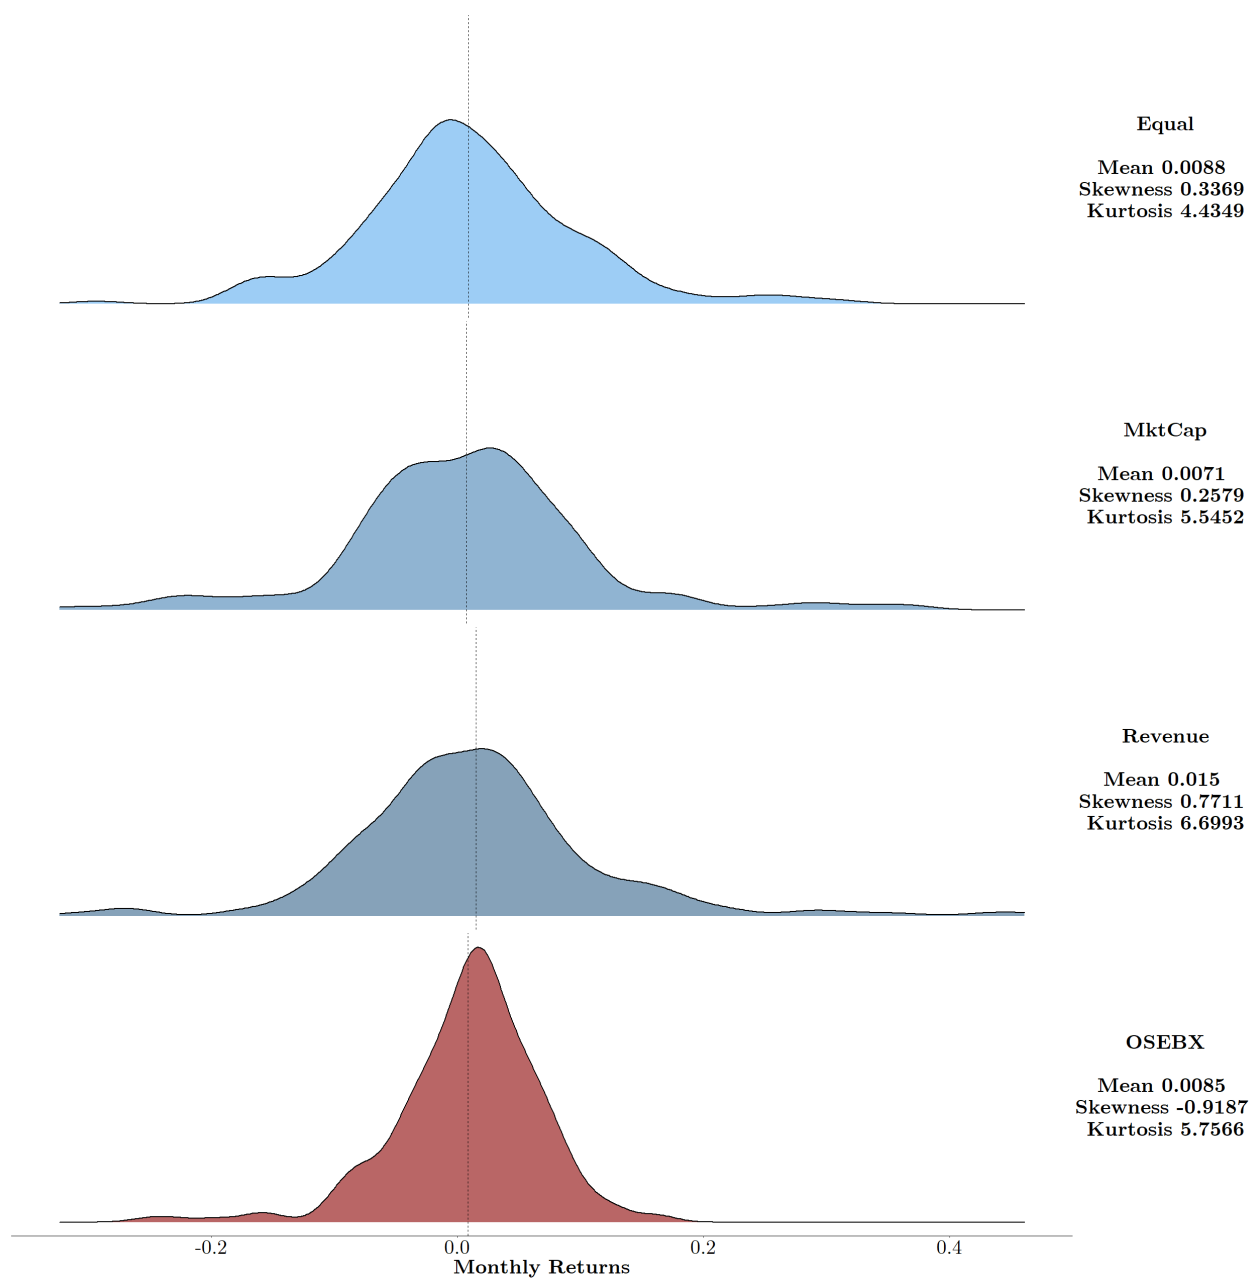 Equal
Mean 0.0088
Skewness 0.3369
Kurtosis 4.4349
MktCap
Mean 0.0071
Skewness 0.2579
Kurtosis 5.5452
Revenue
Mean 0.015
Skewness 0.7711
Kurtosis 6.6993
OSEBX
Mean 0.0085
Skewness -0.9187
Kurtosis 5.7566
-0.2 0.0 0.2 0.4
Monthly Returns